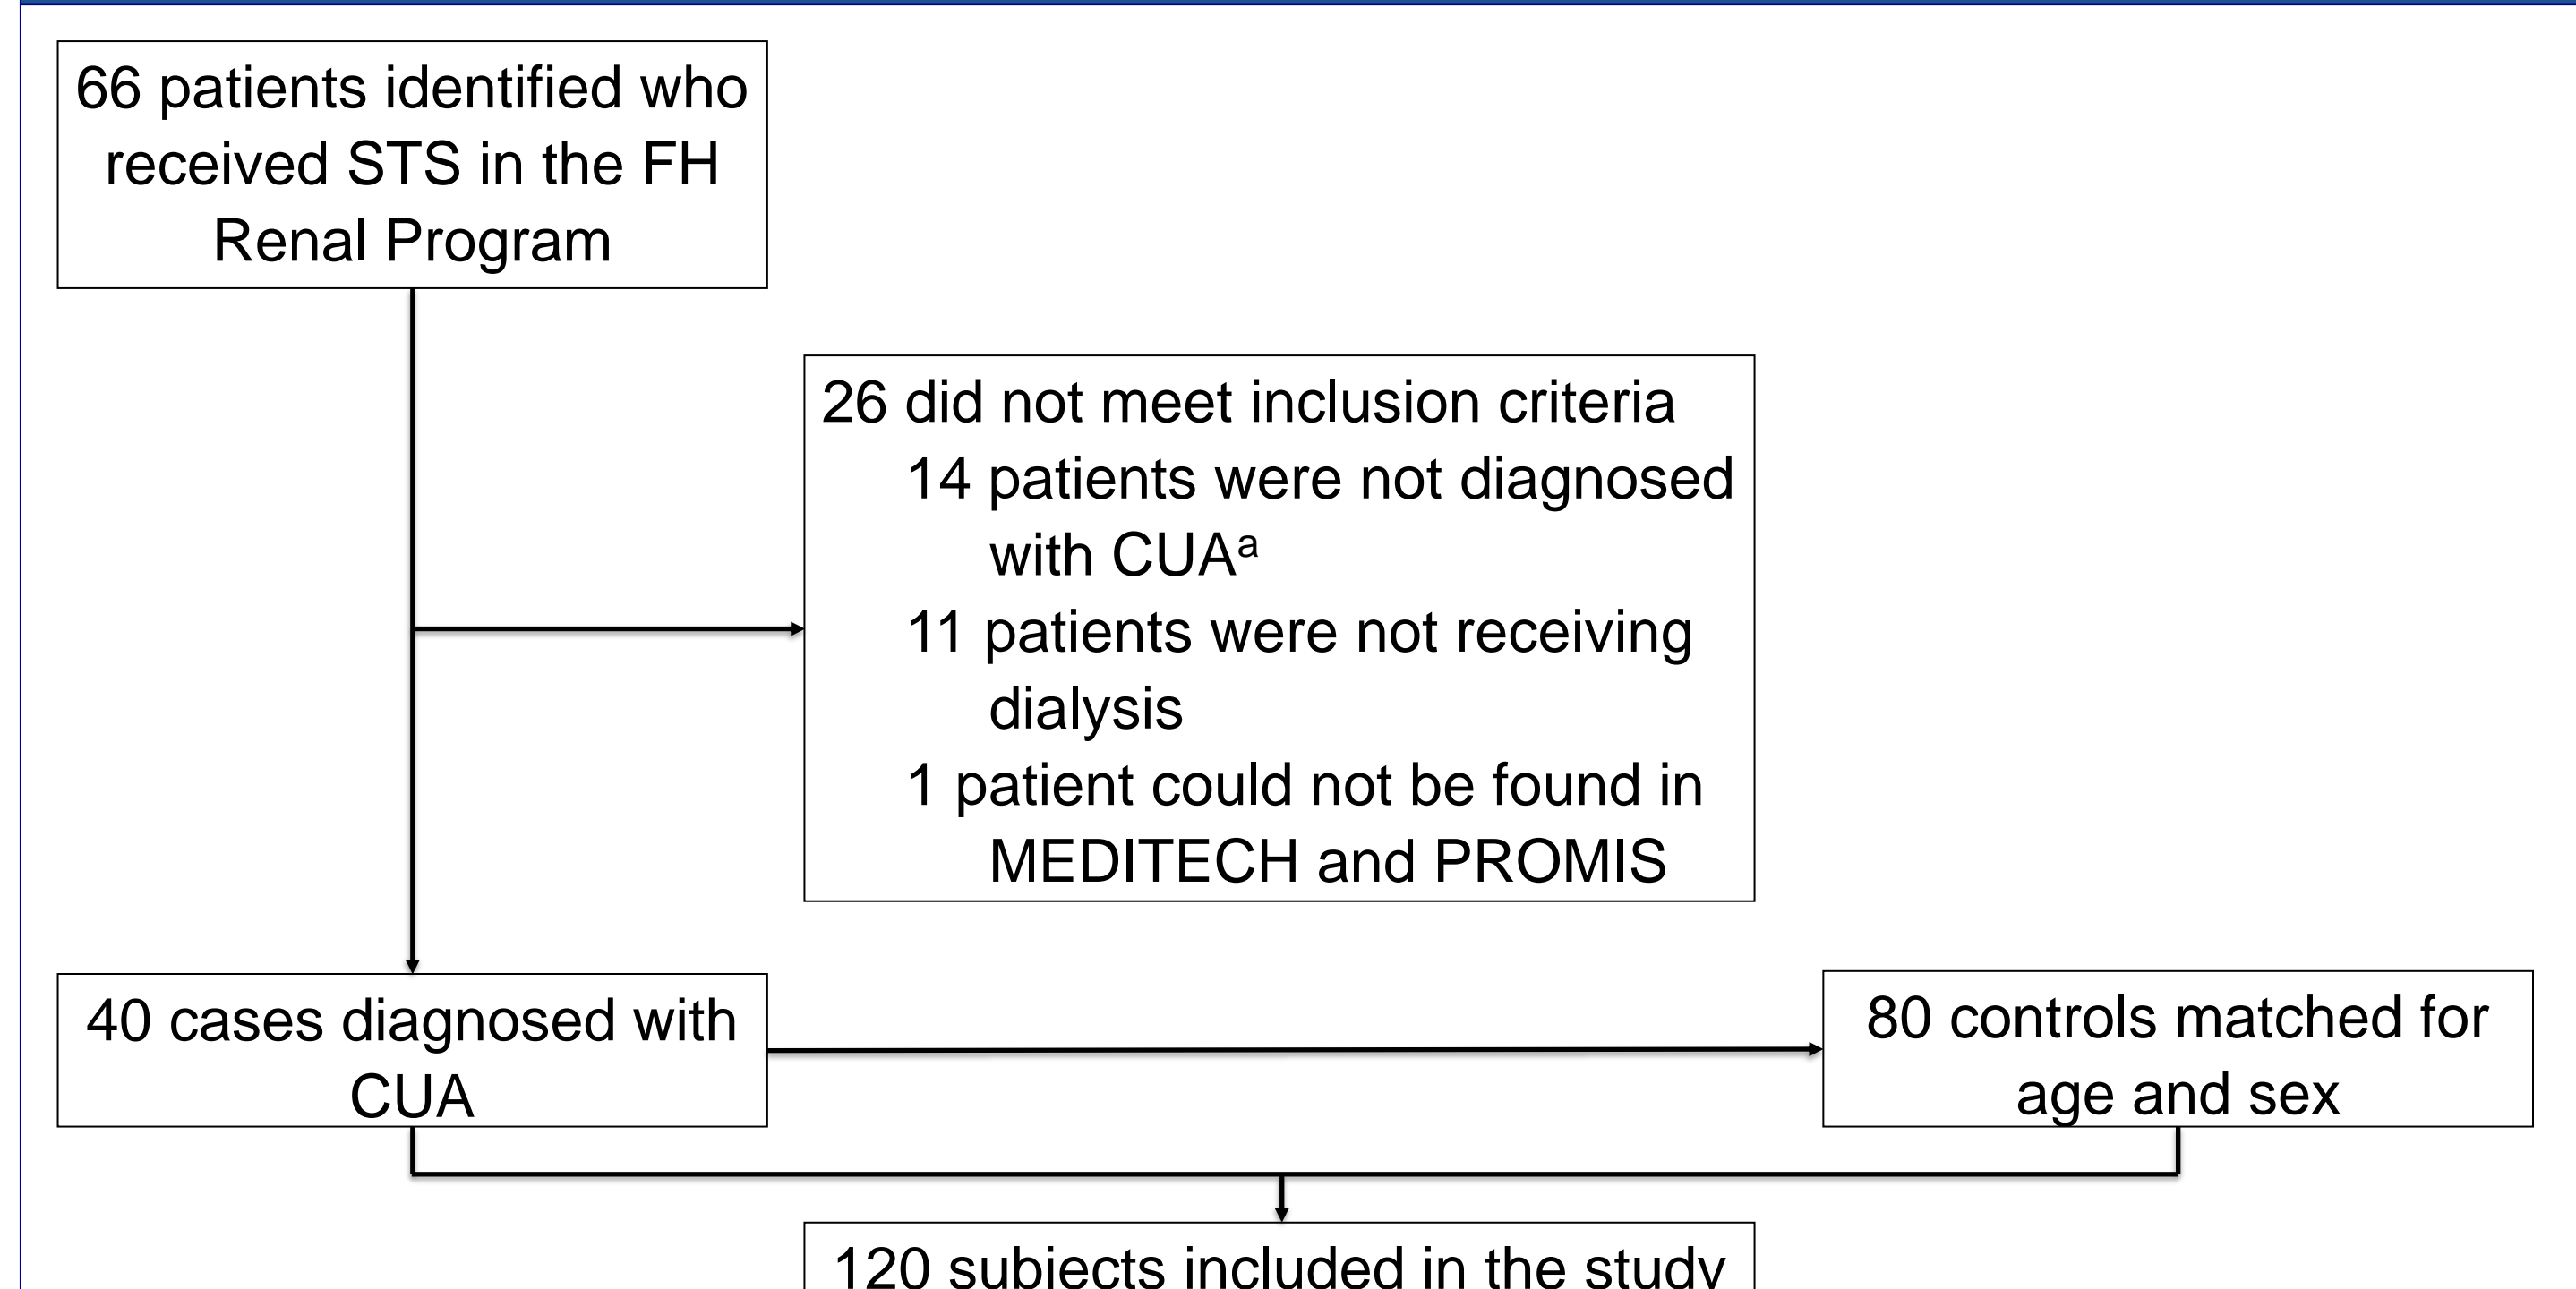 66 patients identified who
received STS in the FH
Renal Program
26 did not meet inclusion criteria
14 patients were not diagnosed
with CUAᵃ
11 patients were not receiving
dialysis
1 patient could not be found in
MEDITECH and PROMIS
40 cases diagnosed with
CUA
80 controls matched for
age and sex
120 subjects included in the study